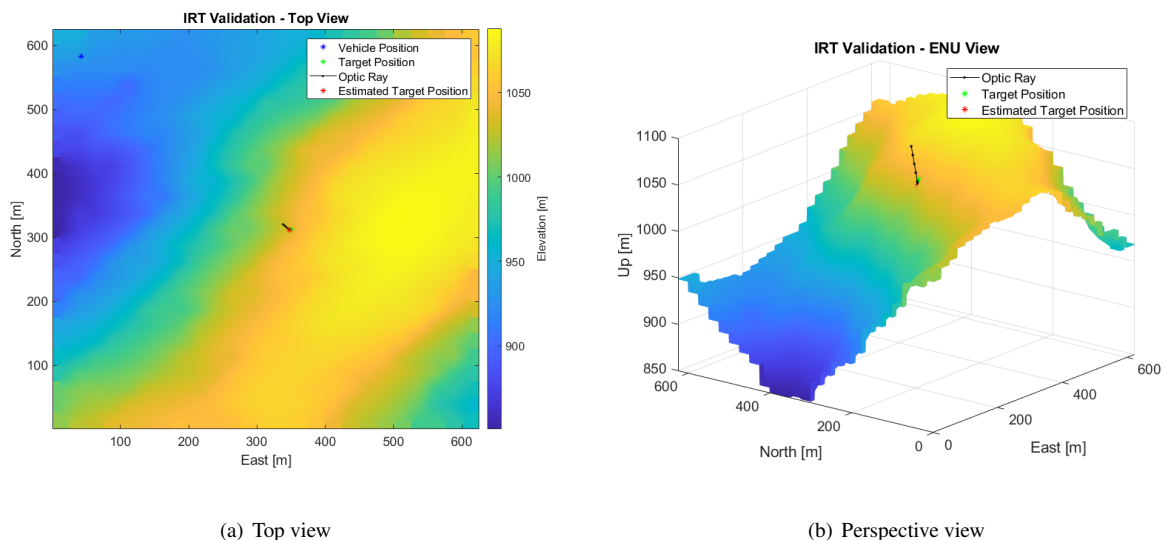 IRT Validation - Top View
Vehicle Position
Target Position
Optic Ray
Estimated Target Position
600
500
400
300
200
100
North [m]
100 200 300 400 500 600
East [m]
1050
1000
950
900
Elevation [m]
(a) Top view
IRT Validation - ENU View
Optic Ray
Target Position
Estimated Target Position
1100
1050
1000
950
900
850
Up [m]
600
400
200
0
North [m]
0
200
400
600
East [m]
(b) Perspective view